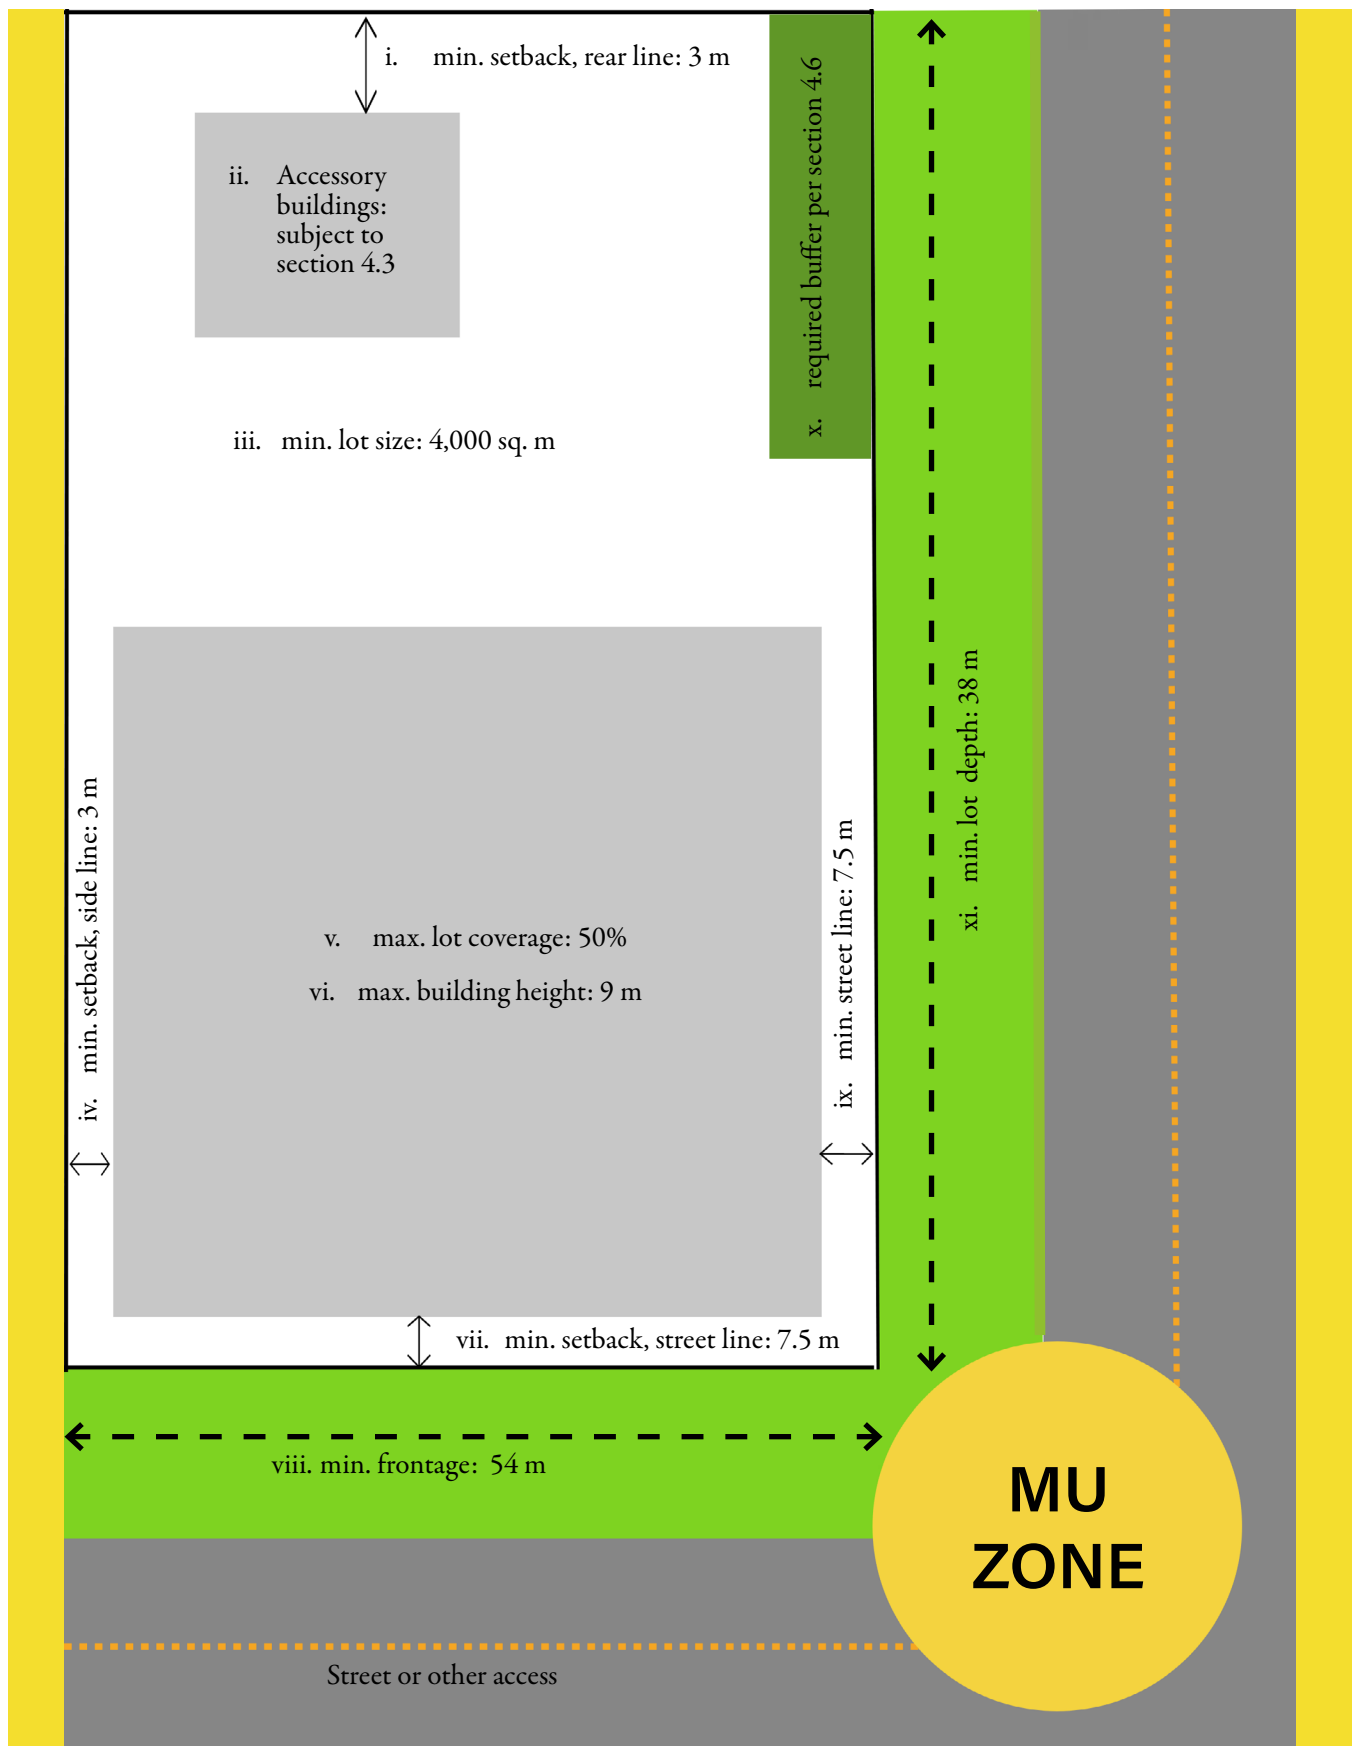 i. min. setback, rear line: 3 m
x. required buffer per section 4.6
ii. Accessory
buildings:
subject to
section 4.3
iii. min. lot size: 4,000 sq. m
xi. min. lot depth: 38 m
iv. min. setback, side line: 3 m
ix. min. street line: 7.5 m
v. max. lot coverage: 50%
vi. max. building height: 9 m
vii. min. setback, street line: 7.5 m
viii. min. frontage: 54 m
MU
ZONE
Street or other access